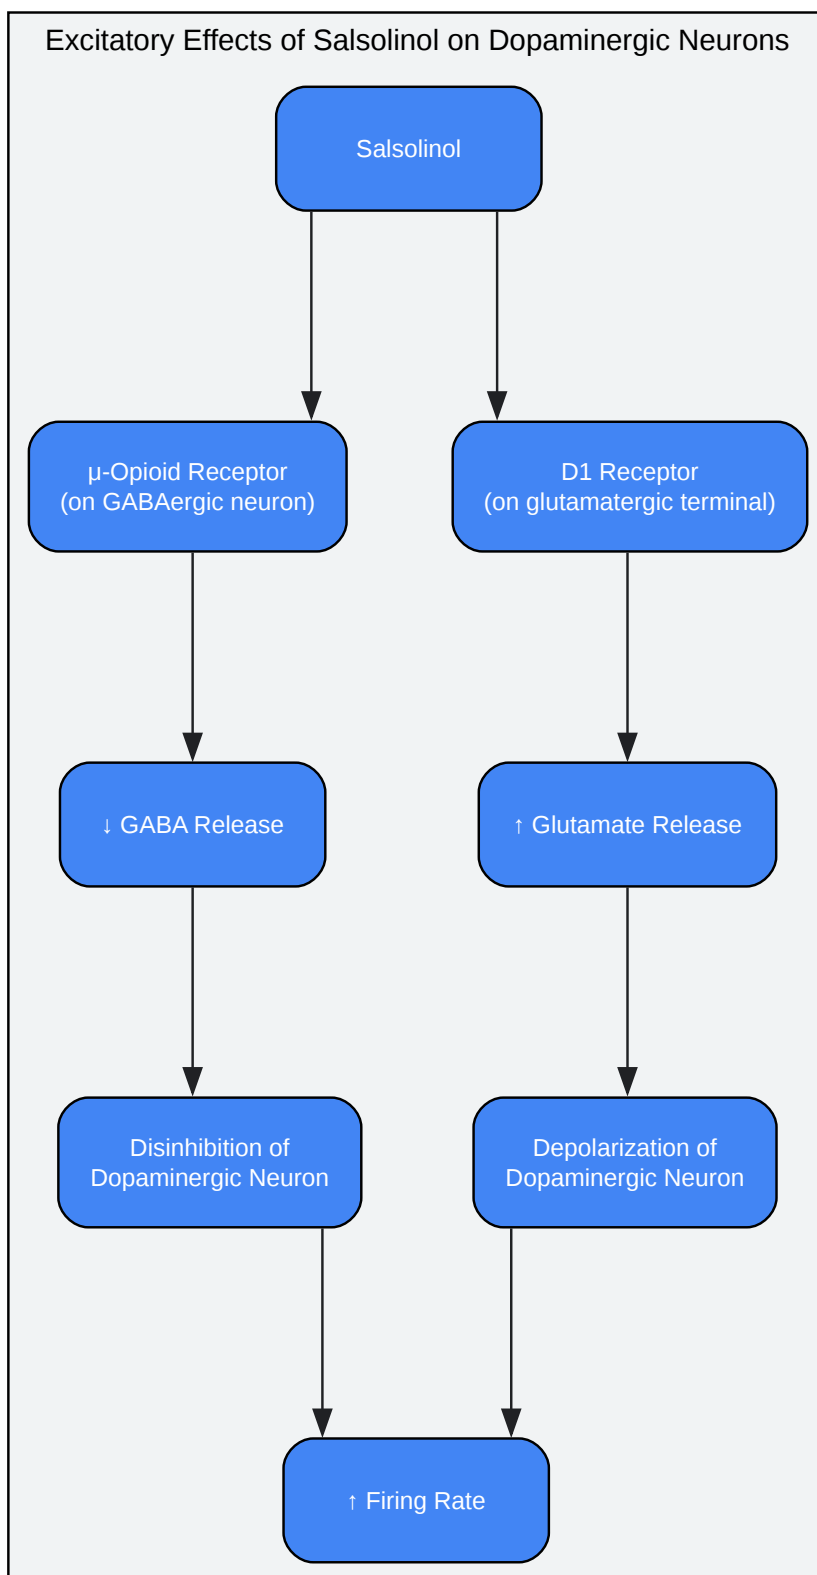 Excitatory Effects of Salsolinol on Dopaminergic Neurons
Salsolinol
μ-Opioid Receptor
(on GABAergic neuron)
D1 Receptor
(on glutamatergic terminal)
↓ GABA Release
↑ Glutamate Release
Disinhibition of
Dopaminergic Neuron
Depolarization of
Dopaminergic Neuron
↑ Firing Rate